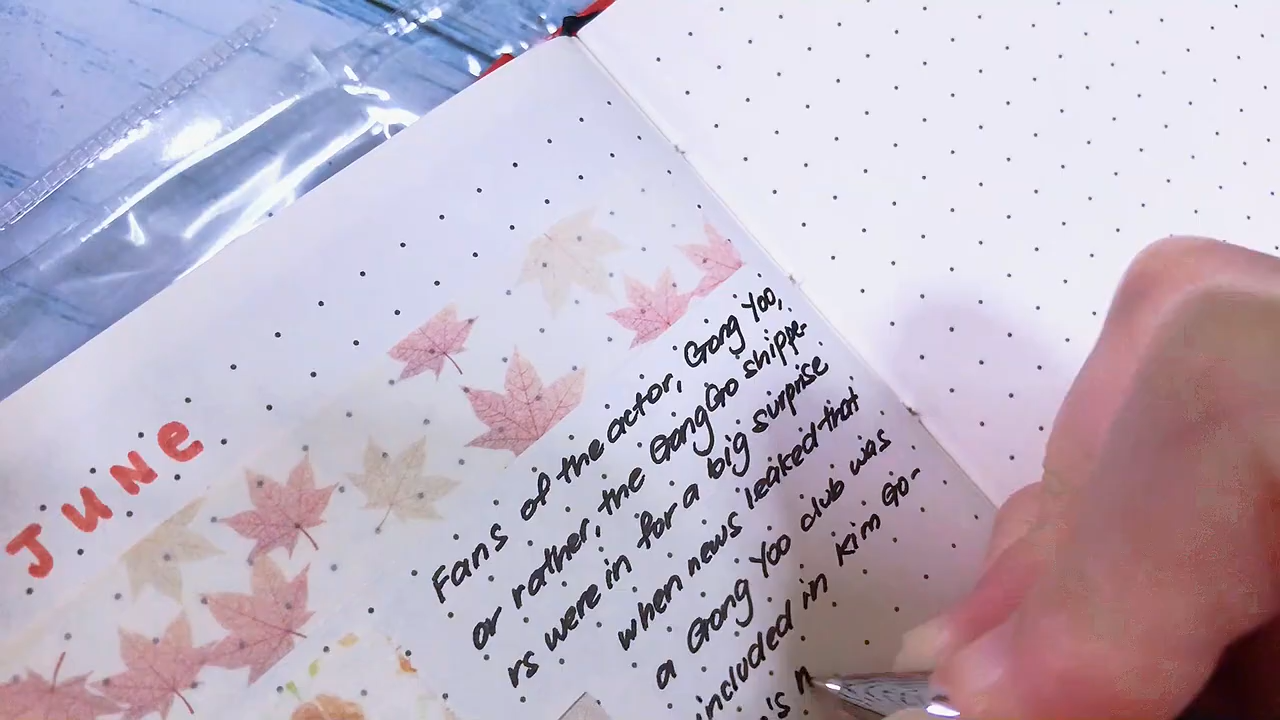 JUNE
Fans of the actor, Gong Yoo,
or rather, the GongGo shippe-
rs were in for a big surprise
when news leaked that
a Gong Yoo club was
included in Kim Go-
n's n